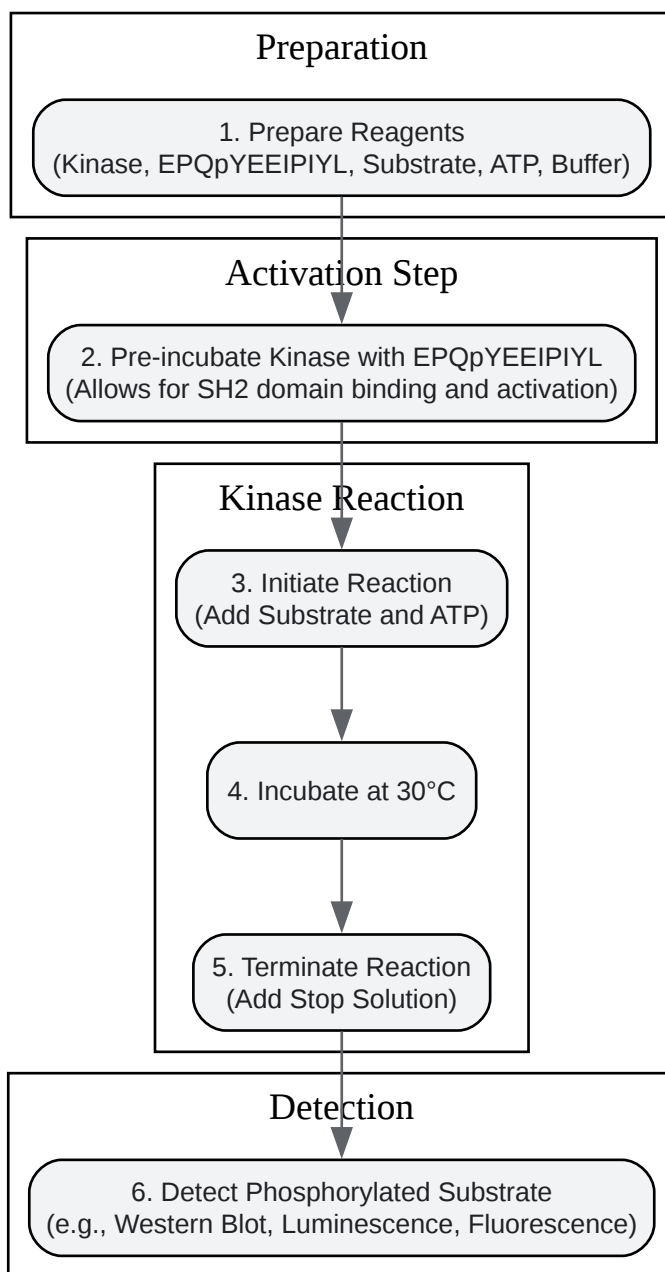 Preparation
1. Prepare Reagents
(Kinase, EPQpYEEIPIYL, Substrate, ATP, Buffer)
Activation Step
2. Pre-incubate Kinase with EPQpYEEIPIYL
(Allows for SH2 domain binding and activation)
Kinase Reaction
3. Initiate Reaction
(Add Substrate and ATP)
4. Incubate at 30°C
5. Terminate Reaction
(Add Stop Solution)
Detection
6. Detect Phosphorylated Substrate
(e.g., Western Blot, Luminescence, Fluorescence)